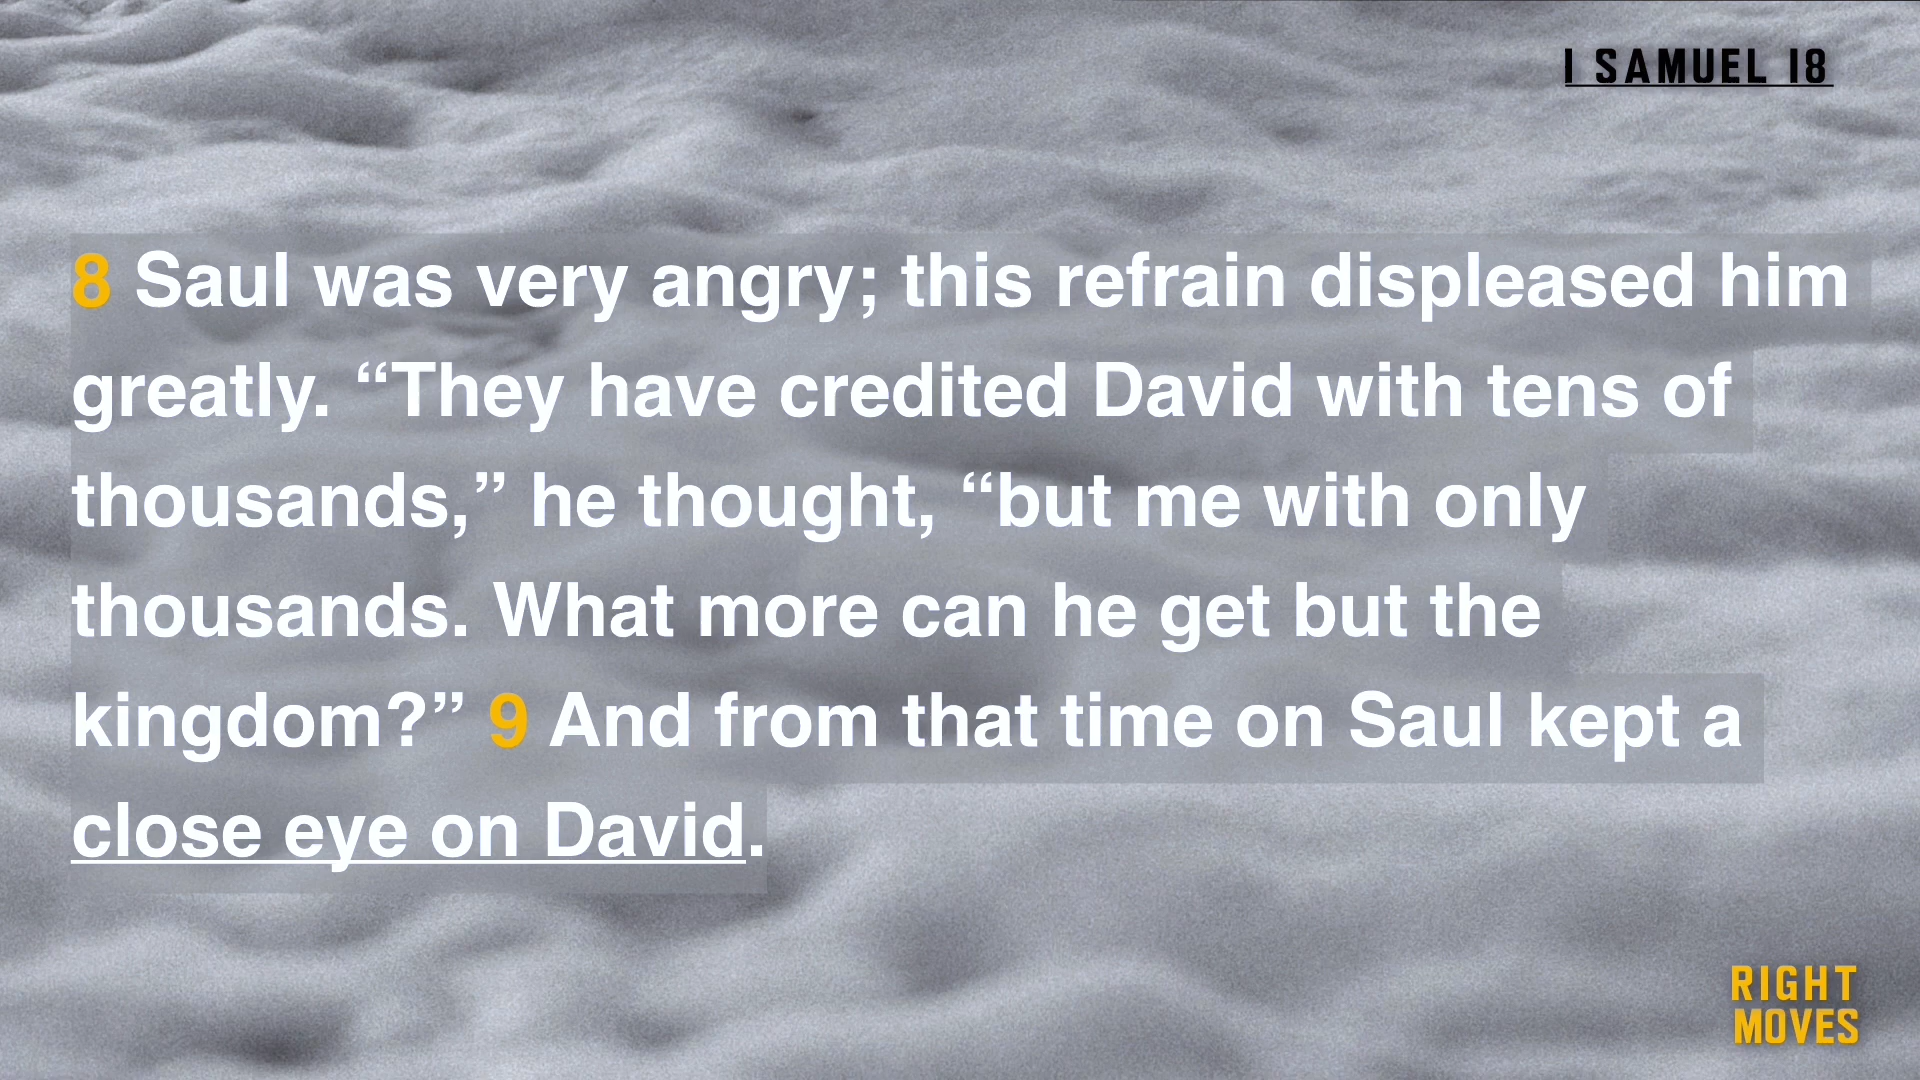 I SAMUEL 18
8 Saul was very angry; this refrain displeased him
greatly. “They have credited David with tens of
thousands,” he thought, “but me with only
thousands. What more can he get but the
kingdom?” 9 And from that time on Saul kept a
close eye on David.
RIGHT
MOVES